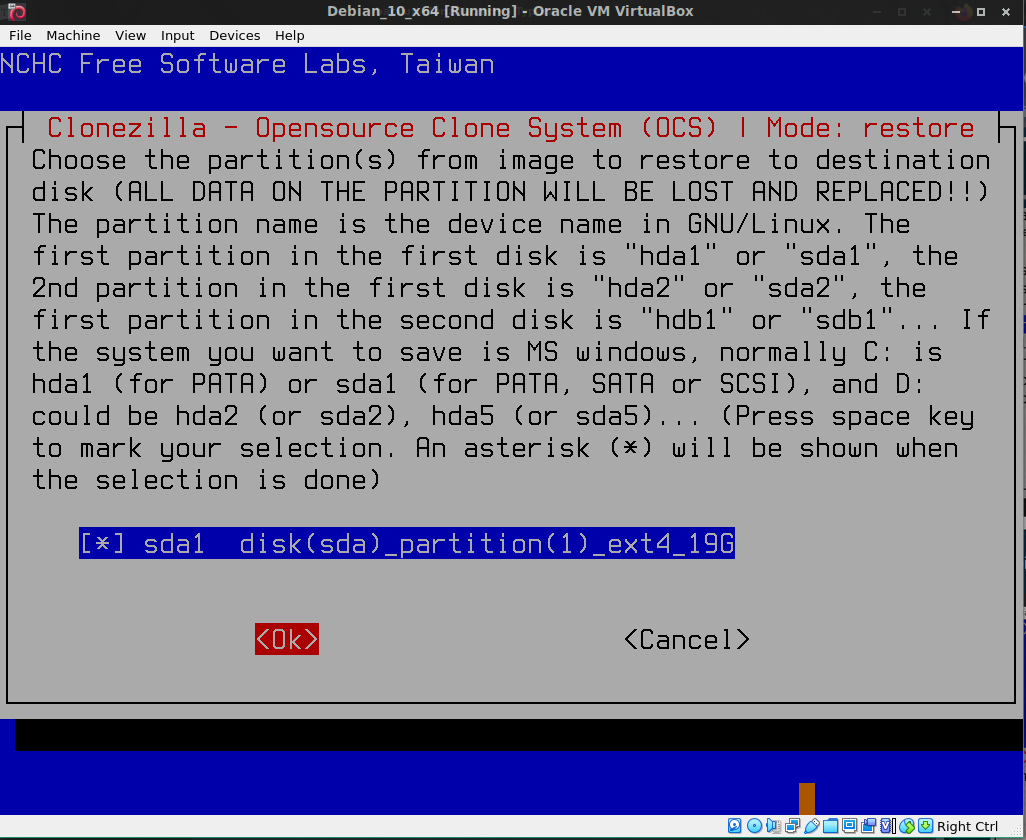 Debian_10_x64 [Running] - Oracle VM VirtualBox
File Machine View Input Devices Help
NCHC Free Software Labs, Taiwan
Clonezilla - Opensource Clone System (OCS) | Mode: restore
Choose the partition(s) from image to restore to destination
disk (ALL DATA ON THE PARTITION WILL BE LOST AND REPLACED!!)
The partition name is the device name in GNU/Linux. The
first partition in the first disk is "hda1" or "sda1", the
2nd partition in the first disk is "hda2" or "sda2", the
first partition in the second disk is "hdb1" or "sdb1"... If
the system you want to save is MS windows, normally C: is
hda1 (for PATA) or sda1 (for PATA, SATA or SCSI), and D:
could be hda2 (or sda2), hda5 (or sda5)... (Press space key
to mark your selection. An asterisk (*) will be shown when
the selection is done)
[*] sda1 disk(sda)_partition(1)_ext4_19G
<Ok> <Cancel>
Right Ctrl